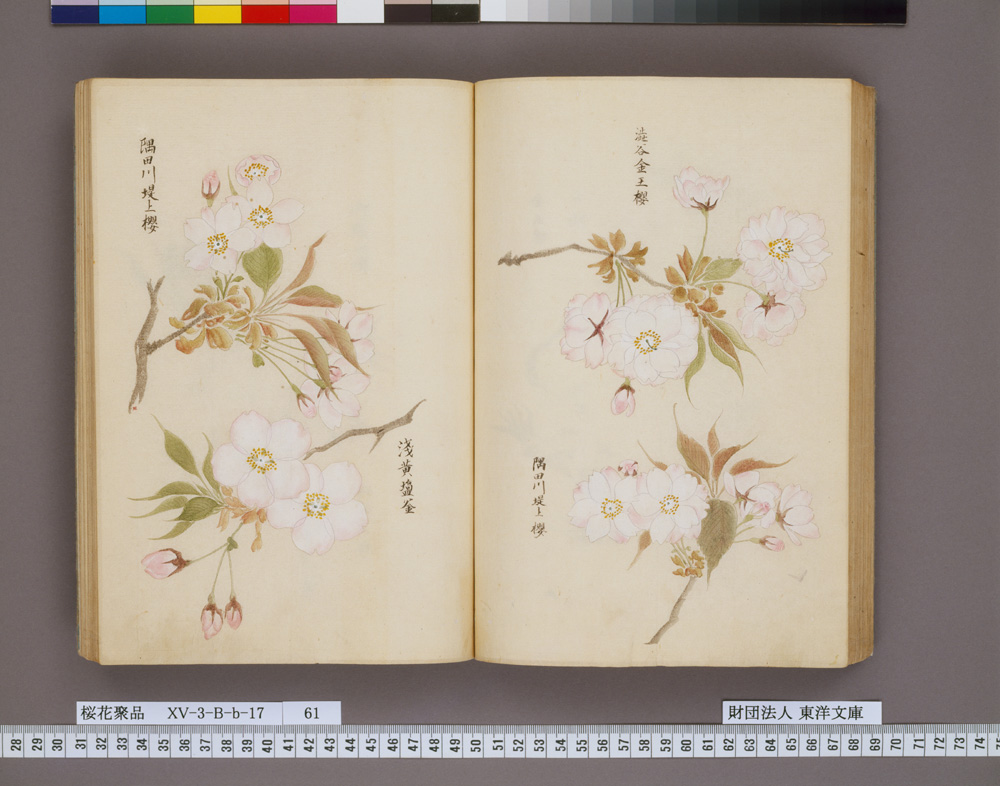 澁谷金王櫻
隅田川堤上櫻
隅田川堤上櫻
淺黄塩釜
桜花聚品 XV-3-B-b-17 61
財団法人 東洋文庫
28 29 30 31 32 33 34 35 36 37 38 39 40 41 42 43 44 45 46 47 48 49 50 51 52 53 54 55 56 57 58 59 60 61 62 63 64 65 66 67 68 69 70 71 72 73 74 75